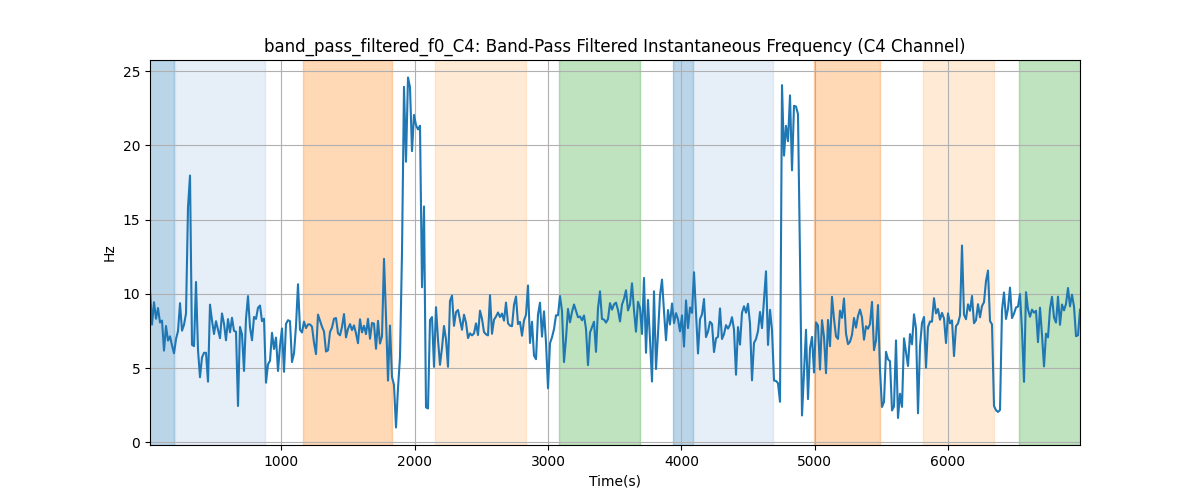 band_pass_filtered_f0_C4: Band-Pass Filtered Instantaneous Frequency (C4 Channel)
25
20
15
10
5
0
Hz
1000 2000 3000 4000 5000 6000
Time(s)